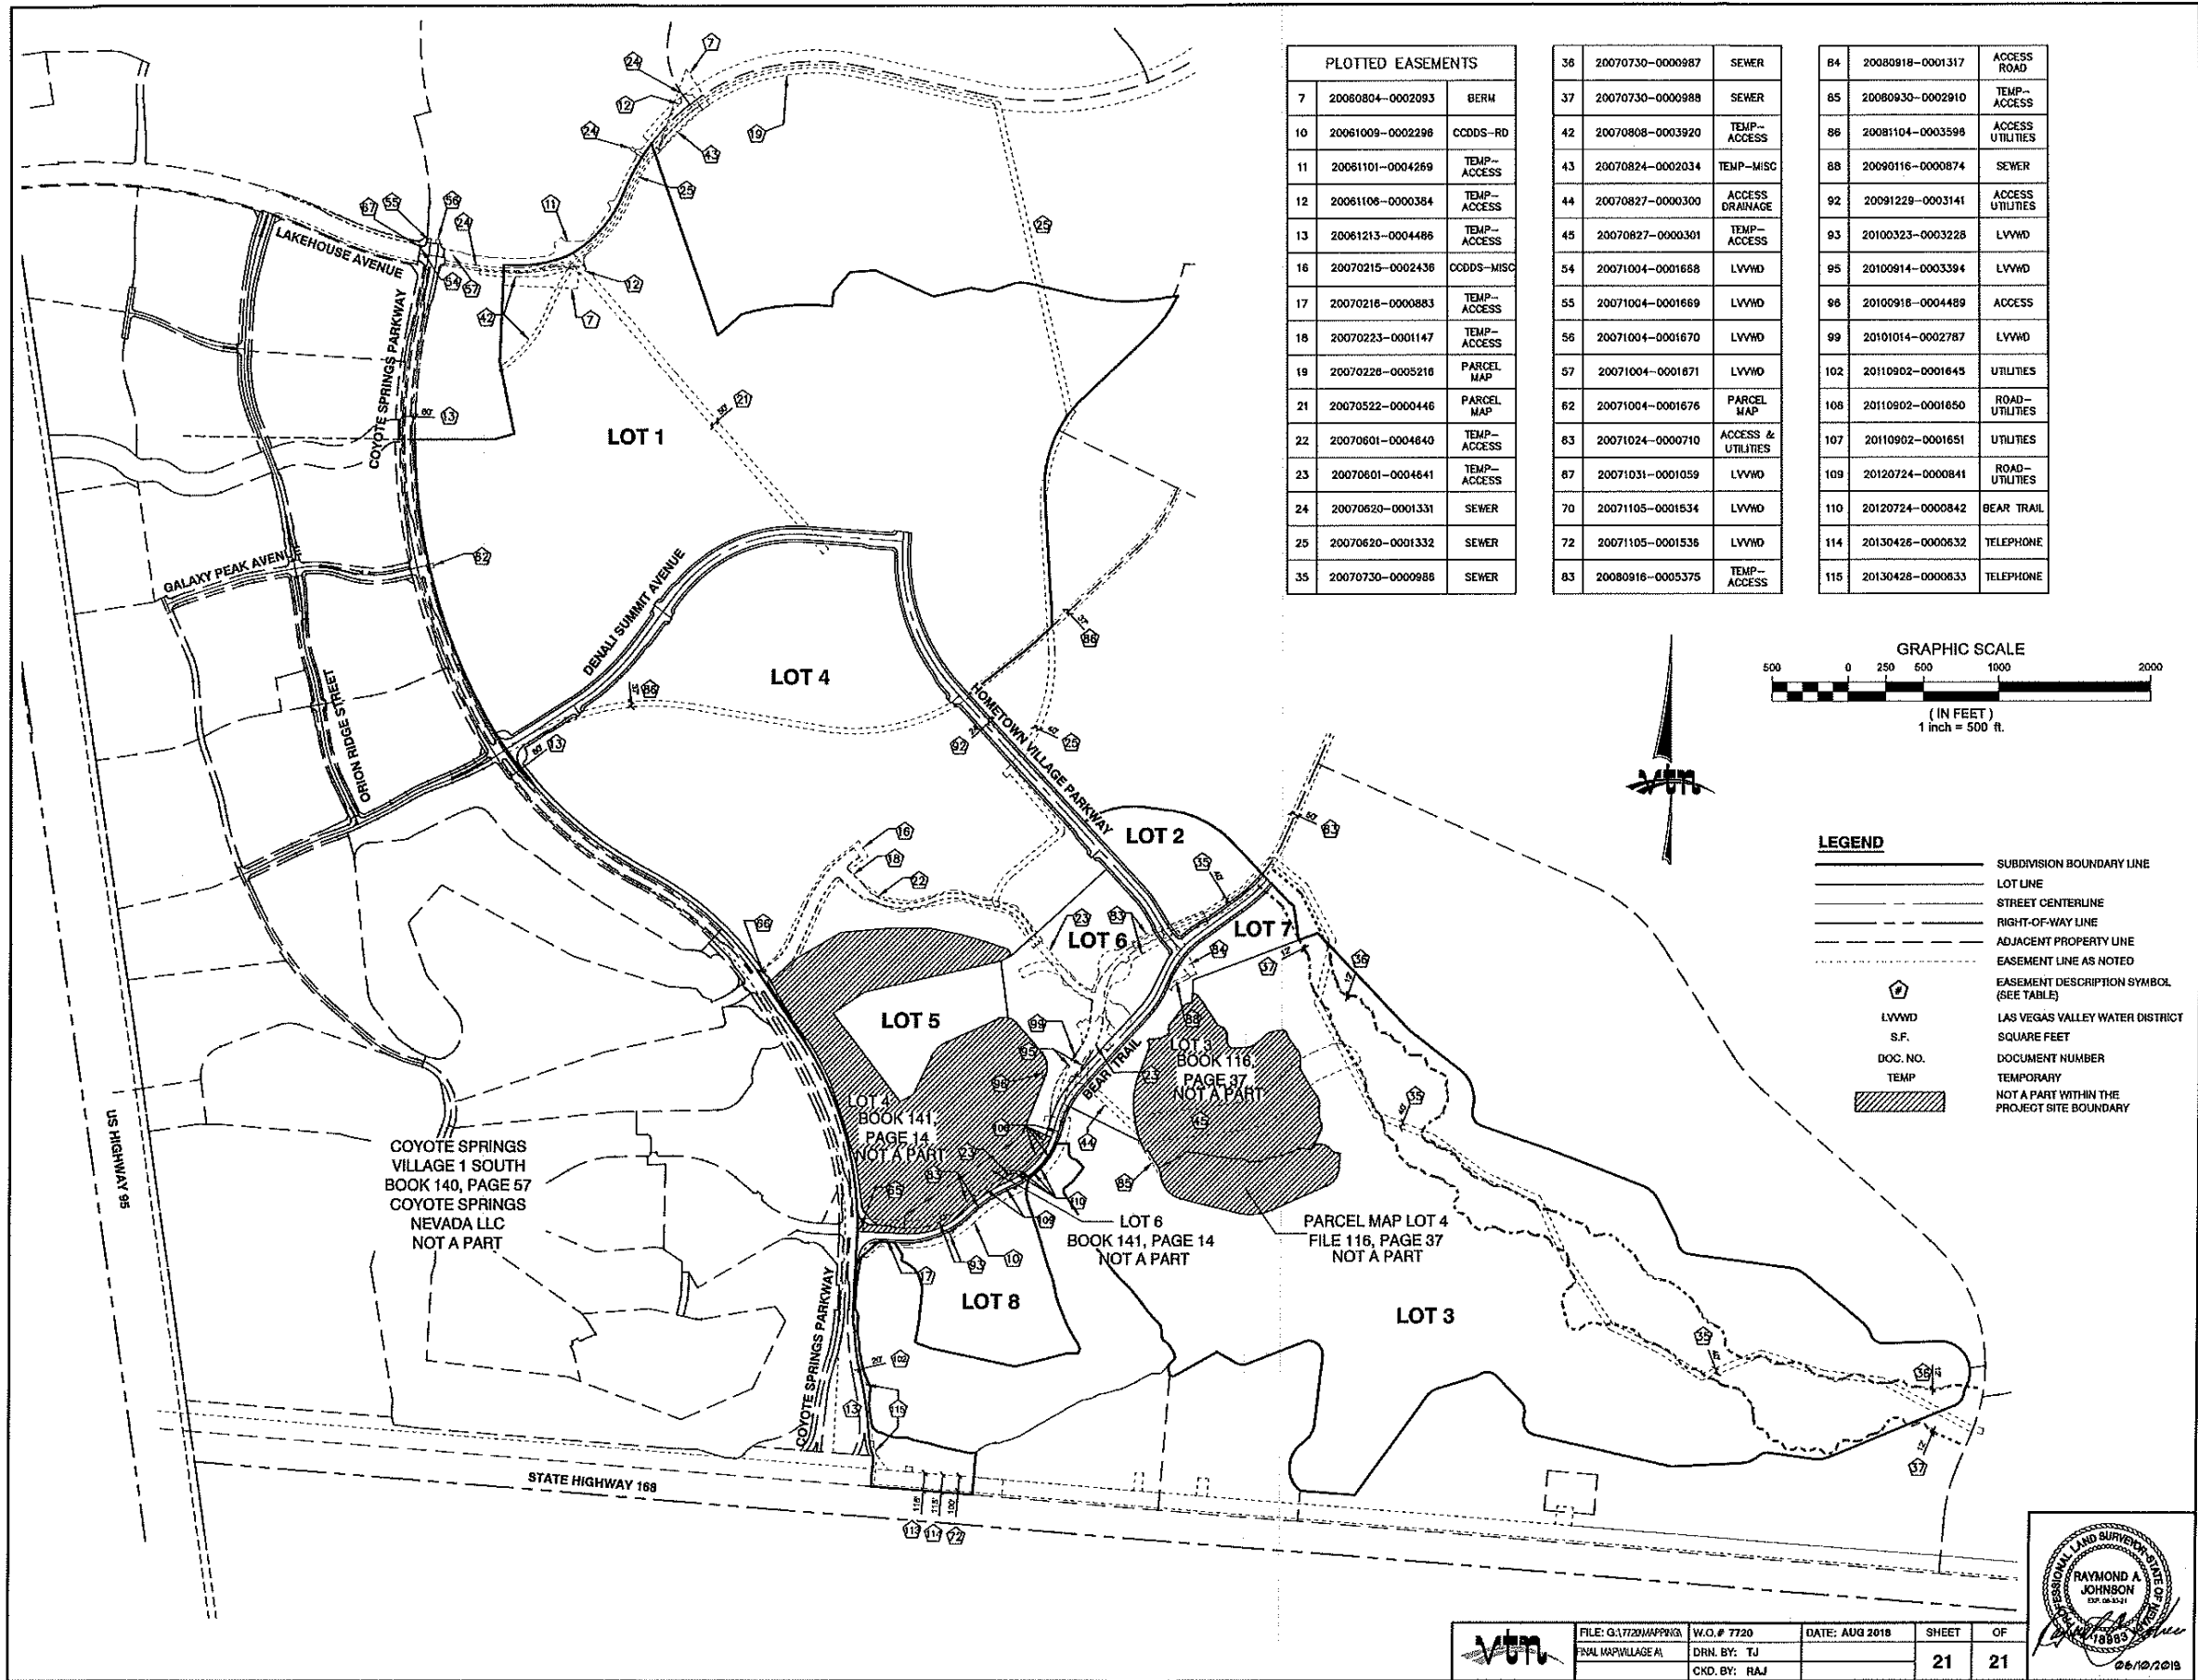 PLOTTED EASEMENTS
7 20060804-0002093 BERM
10 20061009-0002296 CCDDS-RD
11 20061101-0004269 TEMP-ACCESS
12 20061106-0000384 TEMP-ACCESS
13 20061213-0004486 TEMP-ACCESS
16 20070215-0002436 CCDDS-MISC
17 20070216-0000883 TEMP-ACCESS
18 20070223-0001147 TEMP-ACCESS
19 20070226-0005216 PARCEL MAP
21 20070522-0000446 PARCEL MAP
22 20070601-0004640 TEMP-ACCESS
23 20070601-0004641 TEMP-ACCESS
24 20070620-0001331 SEWER
25 20070620-0001332 SEWER
35 20070730-0000986 SEWER
36 20070730-0000987 SEWER
37 20070730-0000988 SEWER
42 20070808-0003920 TEMP-ACCESS
43 20070824-0002034 TEMP-MISC
44 20070827-0000300 ACCESS DRAINAGE
45 20070827-0000301 TEMP-ACCESS
54 20071004-0001668 LVVWD
55 20071004-0001669 LVVWD
56 20071004-0001670 LVVWD
57 20071004-0001671 LVVWD
62 20071004-0001676 PARCEL MAP
63 20071024-0000710 ACCESS & UTILITIES
67 20071031-0001059 LVVWD
70 20071105-0001534 LVVWD
72 20071105-0001536 LVVWD
83 20080916-0005375 TEMP-ACCESS
84 20080918-0001317 ACCESS ROAD
85 20080930-0002910 TEMP-ACCESS
86 20081104-0003596 ACCESS UTILITIES
88 20090116-0000874 SEWER
92 20091229-0003141 ACCESS UTILITIES
93 20100323-0003228 LVVWD
95 20100914-0003394 LVVWD
96 20100916-0004489 ACCESS
99 20101014-0002787 LVVWD
102 20110902-0001645 UTILITIES
106 20110902-0001650 ROAD-UTILITIES
107 20110902-0001651 UTILITIES
109 20120724-0000841 ROAD-UTILITIES
110 20120724-0000842 BEAR TRAIL
114 20130426-0000632 TELEPHONE
115 20130426-0000633 TELEPHONE
GRAPHIC SCALE
500 0 250 500 1000 2000
( IN FEET )
1 inch = 500 ft.
vtn
LEGEND
SUBDIVISION BOUNDARY LINE
LOT LINE
STREET CENTERLINE
RIGHT-OF-WAY LINE
ADJACENT PROPERTY LINE
EASEMENT LINE AS NOTED
# EASEMENT DESCRIPTION SYMBOL
(SEE TABLE)
LVVWD LAS VEGAS VALLEY WATER DISTRICT
S.F. SQUARE FEET
DOC. NO. DOCUMENT NUMBER
TEMP TEMPORARY
NOT A PART WITHIN THE
PROJECT SITE BOUNDARY
LAKEHOUSE AVENUE
COYOTE SPRINGS PARKWAY
LOT 1
GALAXY PEAK AVENUE
DENALI SUMMIT AVENUE
ORION RIDGE STREET
LOT 4
HOMETOWN VILLAGE PARKWAY
LOT 2
LOT 6
LOT 7
LOT 5
BEAR TRAIL
LOT 3
BOOK 116,
PAGE 37
NOT A PART
LOT 4
BOOK 141,
PAGE 14
NOT A PART
COYOTE SPRINGS
VILLAGE 1 SOUTH
BOOK 140, PAGE 57
COYOTE SPRINGS
NEVADA LLC
NOT A PART
LOT 6
BOOK 141, PAGE 14
NOT A PART
PARCEL MAP LOT 4
FILE 116, PAGE 37
NOT A PART
LOT 8
LOT 3
COYOTE SPRINGS PARKWAY
US HIGHWAY 95
STATE HIGHWAY 168
vtn
FILE: G:\7720\MAPPING\
FINAL MAP\VILLAGE A\
W.O.# 7720
DRN. BY: TJ
CKD. BY: RAJ
DATE: AUG 2018
SHEET 21 OF 21
PROFESSIONAL LAND SURVEYOR-STATE OF NEVADA
RAYMOND A.
JOHNSON
EXP. 06-30-21
18983
06/10/2019